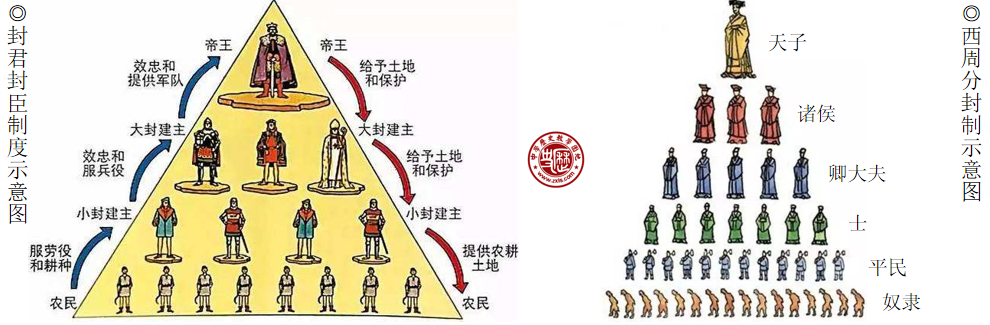 ◎封君封臣制度示意图
帝王
帝王
效忠和
提供军队
给予土地
和保护
大封建主
大封建主
效忠和
服兵役
给予土地
和保护
小封建主
小封建主
服劳役
和耕种
提供农耕
土地
农民
农民
www.zxls.com
天子
诸侯
卿大夫
士
平民
奴隶
◎西周分封制示意图